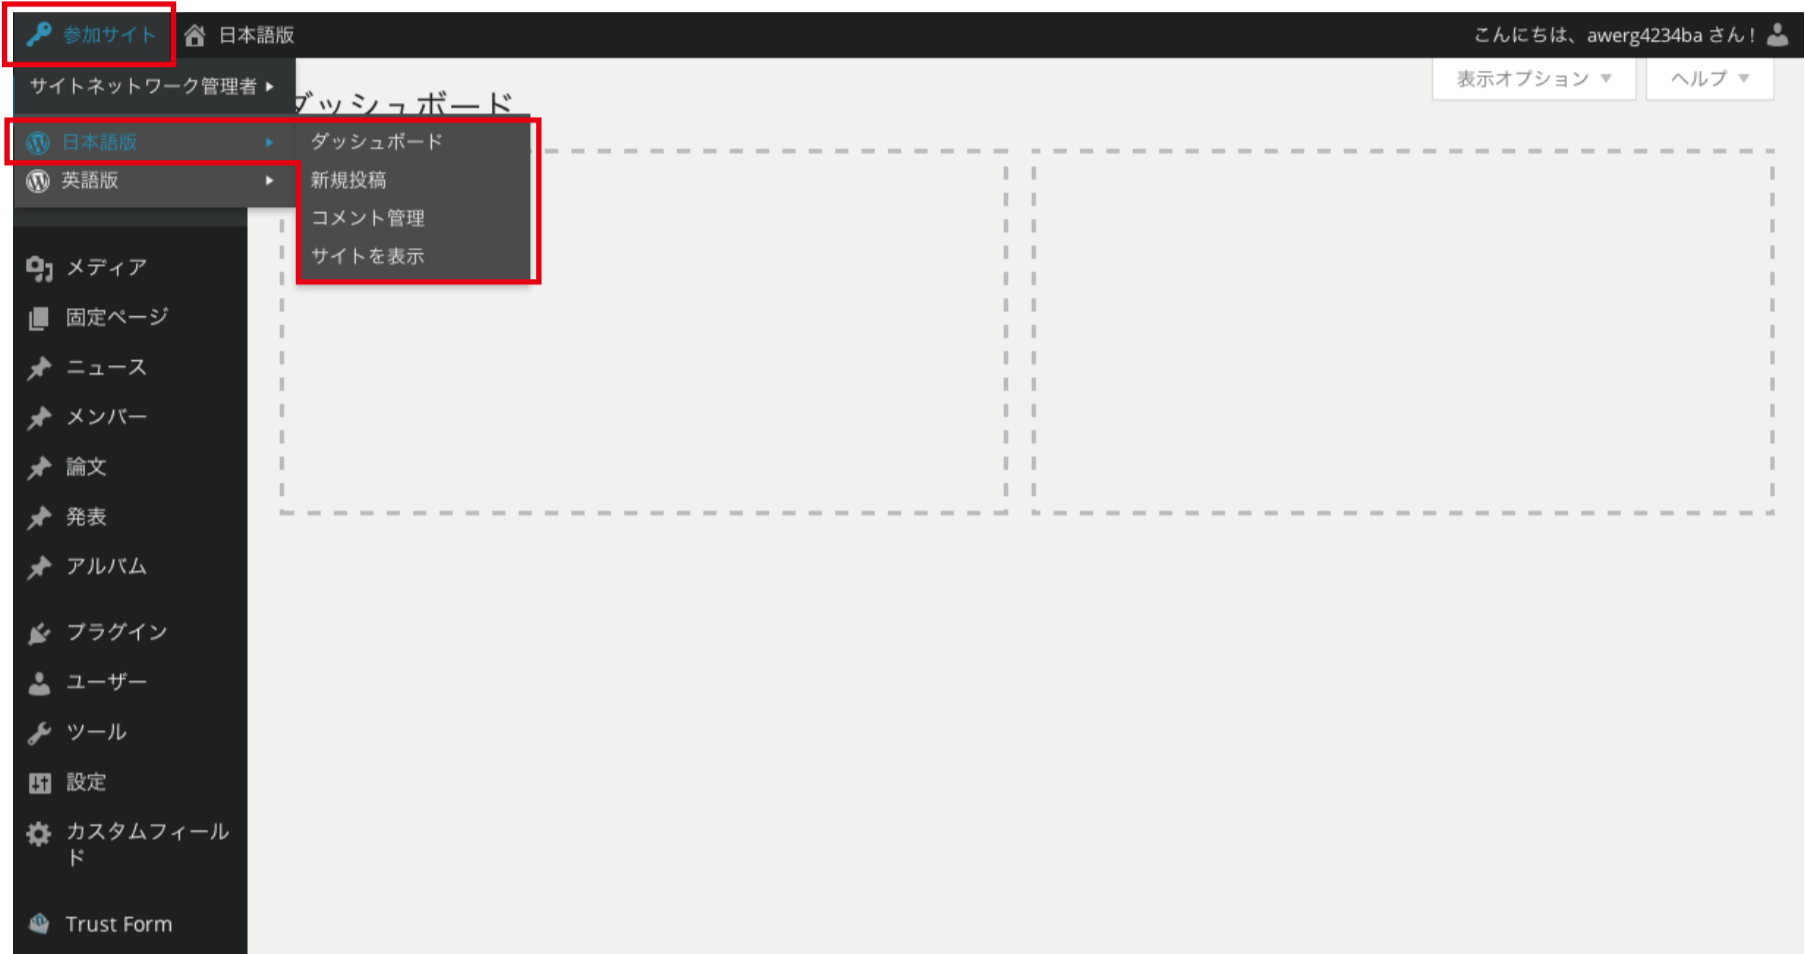 参加サイト
日本語版
こんにちは、awerg4234ba さん !
サイトネットワーク管理者
表示オプション
ヘルプ
ダッシュボード
日本語版
英語版
ダッシュボード
新規投稿
コメント管理
サイトを表示
メディア
固定ページ
ニュース
メンバー
論文
発表
アルバム
プラグイン
ユーザー
ツール
設定
カスタムフィール
ド
Trust Form